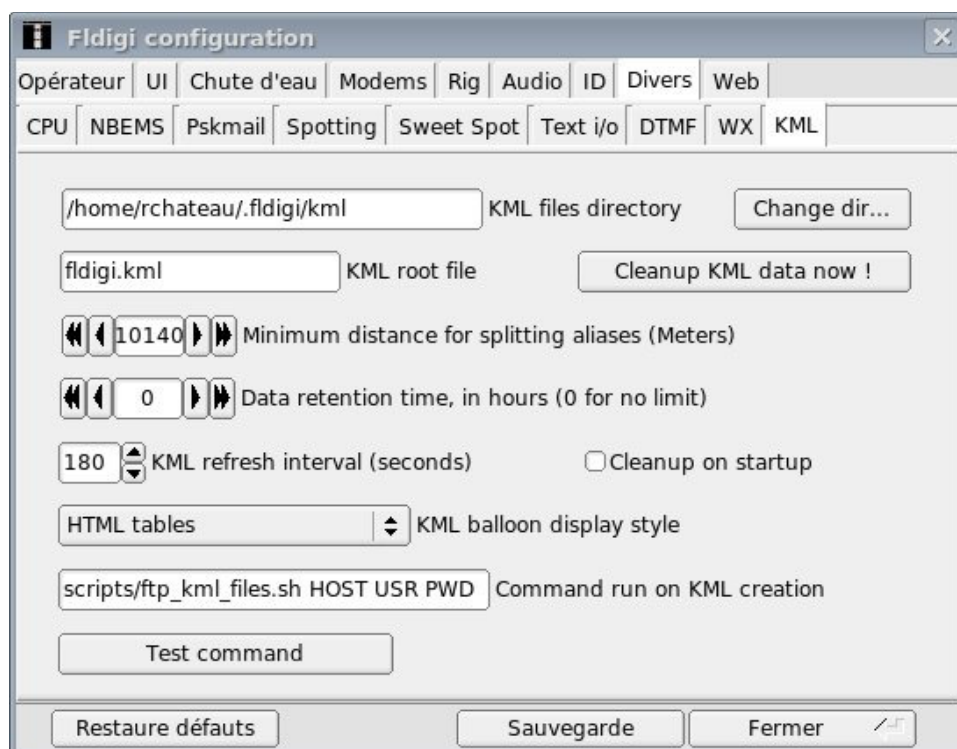 Fldigi configuration
Opérateur UI Chute d'eau Modems Rig Audio ID Divers Web
CPU NBEMS Pskmail Spotting Sweet Spot Text i/o DTMF WX KML
/home/rchateau/.fldigi/kml KML files directory Change dir...
fldigi.kml KML root file Cleanup KML data now !
10140 Minimum distance for splitting aliases (Meters)
0 Data retention time, in hours (0 for no limit)
180 KML refresh interval (seconds) Cleanup on startup
HTML tables KML balloon display style
scripts/ftp_kml_files.sh HOST USR PWD Command run on KML creation
Test command
Restaure défauts Sauvegarde Fermer